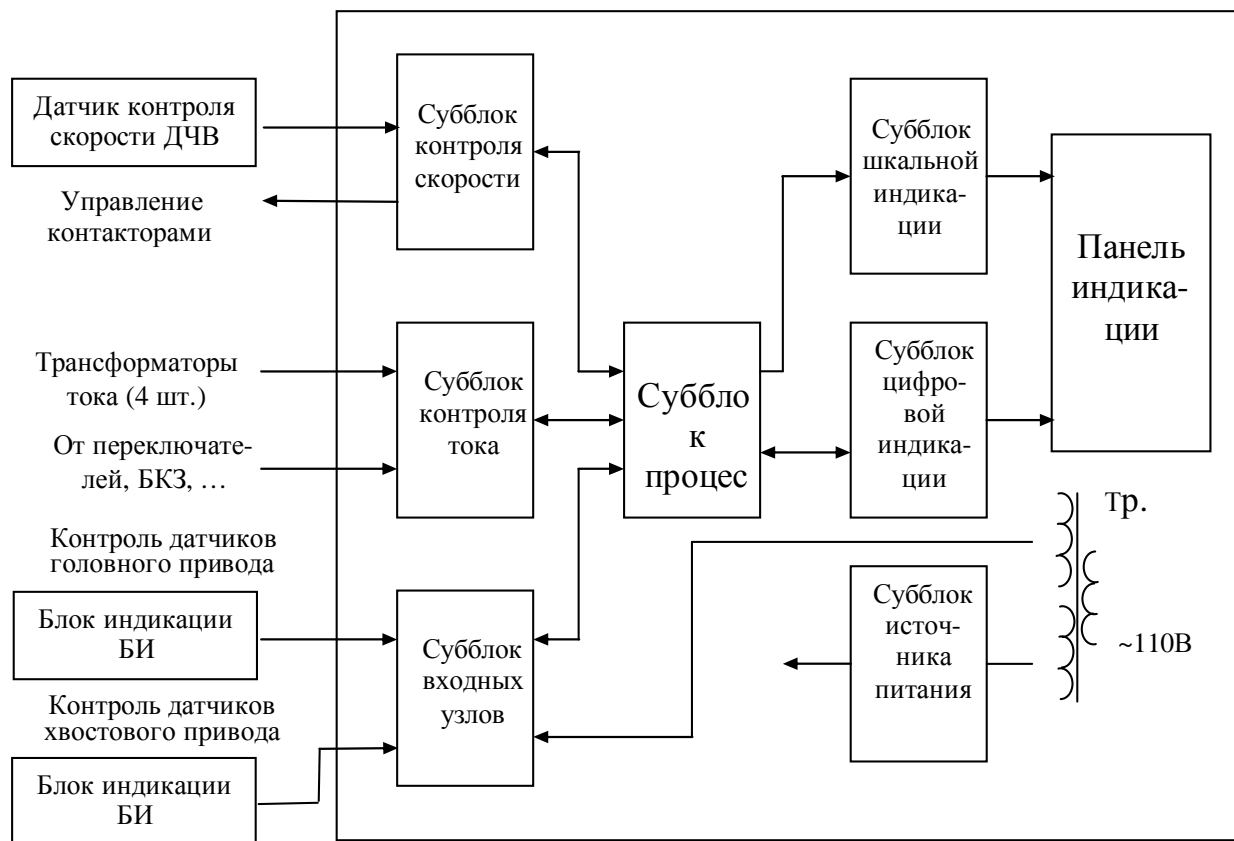 Датчик контроля
скорости ДЧВ
Управление
контакторами
Субблок
контроля
скорости
Трансформаторы
тока (4 шт.)
От переключате-
лей, БКЗ, …
Субблок
контроля
тока
Контроль датчиков
головного привода
Блок индикации
БИ
Контроль датчиков
хвостового привода
Блок индикации
БИ
Субблок
входных
узлов
Суббло
к
процес
Субблок
шкальной
индика-
ции
Субблок
цифро-
вой
индика-
ции
Субблок
источ-
ника
питания
Панель
индика-
ции
Тр.
~110В